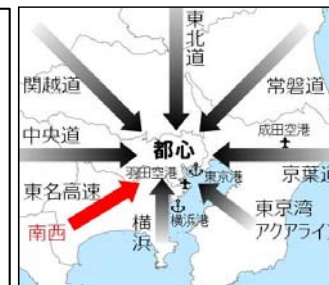 東北道
関越道
常磐道
成田空港
中央道
都心
羽田空港
東京港
京葉道
東名高速
南西
横浜
横浜港
東京湾
アクアライン